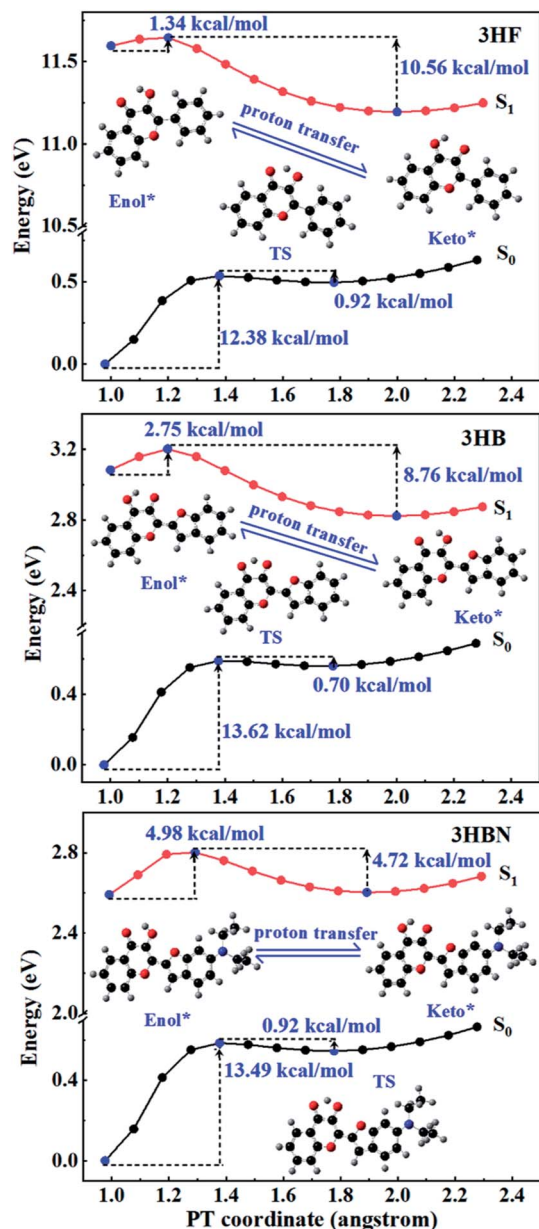 1.34 kcal/mol
3HF
11.5
10.56 kcal/mol
S1
proton transfer
11.1
Enol*
10.5
TS
Keto*
Energy (eV)
S0
0.5
0.92 kcal/mol
12.38 kcal/mol
0.0
1.0 1.2 1.4 1.6 1.8 2.0 2.2 2.4
2.75 kcal/mol
3HB
3.2
8.76 kcal/mol
S1
2.8
proton transfer
Enol*
2.4
TS
Keto*
Energy (eV)
S0
0.4
0.70 kcal/mol
13.62 kcal/mol
0.0
1.0 1.2 1.4 1.6 1.8 2.0 2.2 2.4
4.98 kcal/mol
3HBN
2.8
4.72 kcal/mol
S1
2.4
proton transfer
Enol*
Keto*
2.0
Energy (eV)
0.92 kcal/mol
S0
0.4
13.49 kcal/mol
TS
0.0
1.0 1.2 1.4 1.6 1.8 2.0 2.2 2.4
PT coordinate (angstrom)